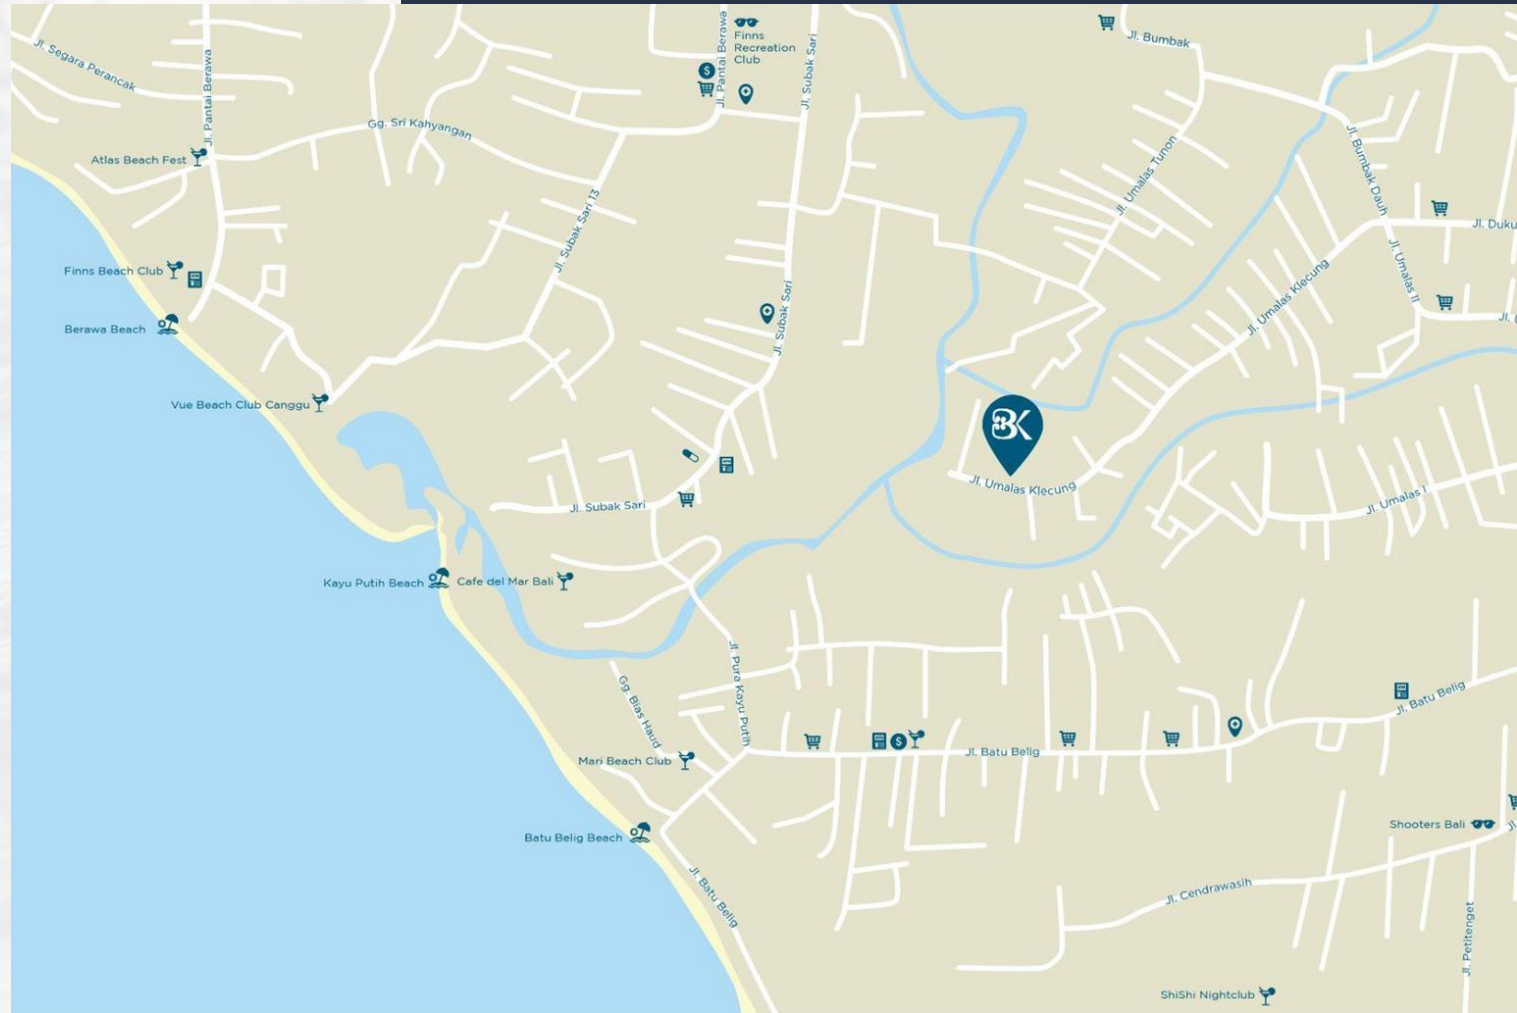 Finns
Recreation
Club
Jl. Bumbak
Jl. Segara Perancak
Jl. Pantai Berawa
Jl. Pantai Berawa
Jl. Subak Sari
Gg. Sri Kahyangan
Atlas Beach Fest
Jl. Umalas Tunon
Jl. Bumbak Dauh
Jl. Subak Sari 13
Jl. Duku
Finns Beach Club
Jl. Umalas II
Jl. Umalas Klecung
Berawa Beach
Jl. Subak Sari
Jl.
Vue Beach Club Canggu
BK
Jl. Umalas Klecung
Jl. Subak Sari
Jl. Umalas I
Kayu Putih Beach
Cafe del Mar Bali
Jl. Pura Kayu Putih
Gg. Bias Haud
Jl. Batu Belig
Jl. Batu Belig
Mari Beach Club
Batu Belig Beach
Shooters Bali
Jl. Batu Belig
Jl. Cendrawasih
Jl. Petitenget
ShiShi Nightclub